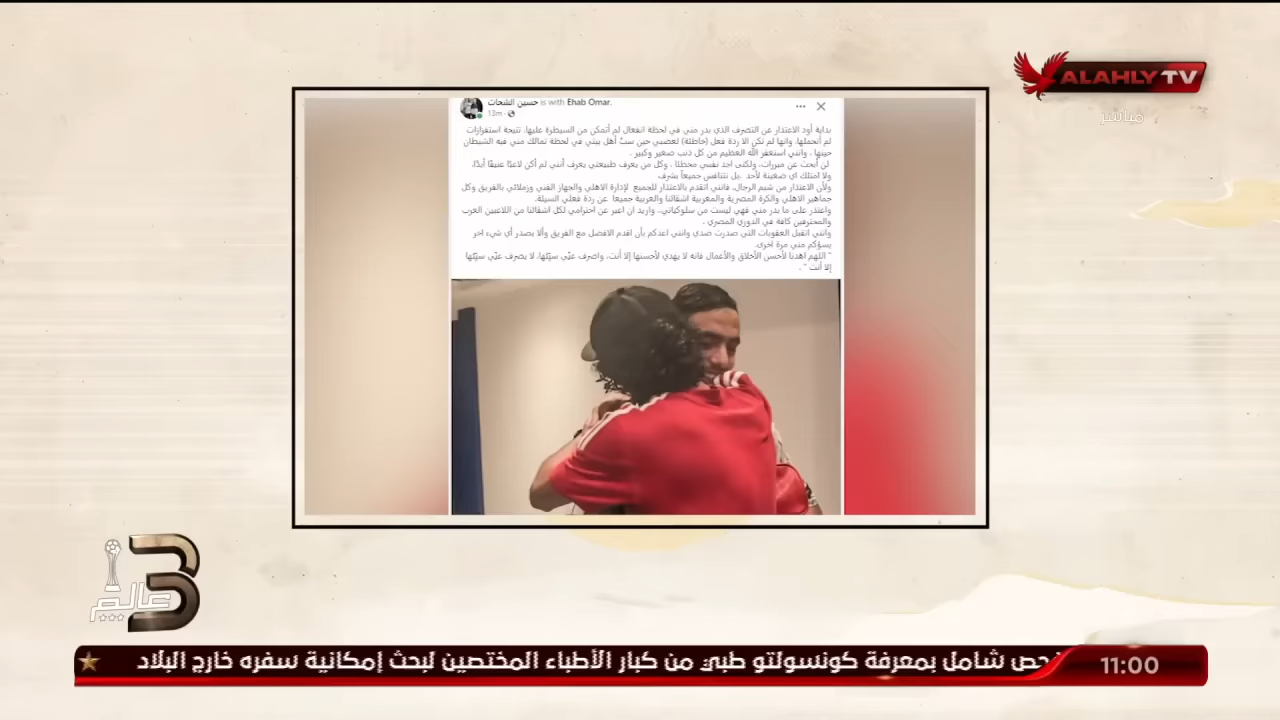 ALAHLY TV
مباشر
حسين الشحات is with Ehab Omar.
13m
بداية أود الاعتذار عن التصرف الذي بدر مني في لحظة انفعال لم أتمكن من السيطرة عليها، نتيجة استفزازات
لم أتحملها، وانها لم تكن الا ردة فعل (خاطئة) لعصبي حين سبّ أهل بيتي في لحظة تمالك مني فيه الشيطان
حينها ، وانني استغفر الله العظيم من كل ذنب صغير وكبير .
لن أبحث عن مبررات، ولكني اجد نفسي مخطئا ، وكل من يعرف طبيعتي يعرف أنني لم أكن لاعبًا عنيفًا أبدًا،
ولا امتلك اي ضغينة لأحد .بل نتنافس جميعاً بشرف
ولأن الاعتذار من شيم الرجال، فانني اتقدم بالاعتذار للجميع لإدارة الاهلي والجهاز الفني وزملائي بالفريق وكل
جماهير الاهلي والكرة المصرية والمغربية اشقائنا والعربية جميعا عن ردة فعلي السيئة.
واعتذر على ما بدر مني فهي ليست من سلوكياتي.. واريد ان اعبر عن احترامي لكل اشقائنا من اللاعبين العرب
والمحترفين كافة في الدوري المصري .
وانني اتقبل العقوبات التي صدرت ضدي وانني اعدكم بأن اقدم الافضل مع الفريق وألا يصدر أي شيء اخر
يسؤكم مني مرة اخرى.
" اللهم اهدنا لأحسن الأخلاق والأعمال فانه لا يهدي لأحسنها إلا أنت، واصرف عنّي سيّئها، لا يصرف عنّي سيّئها
إلا أنت " .
3 عالم
فحص شامل بمعرفة كونسولتو طبي من كبار الأطباء المختصين لبحث إمكانية سفره خارج البلاد
11:00